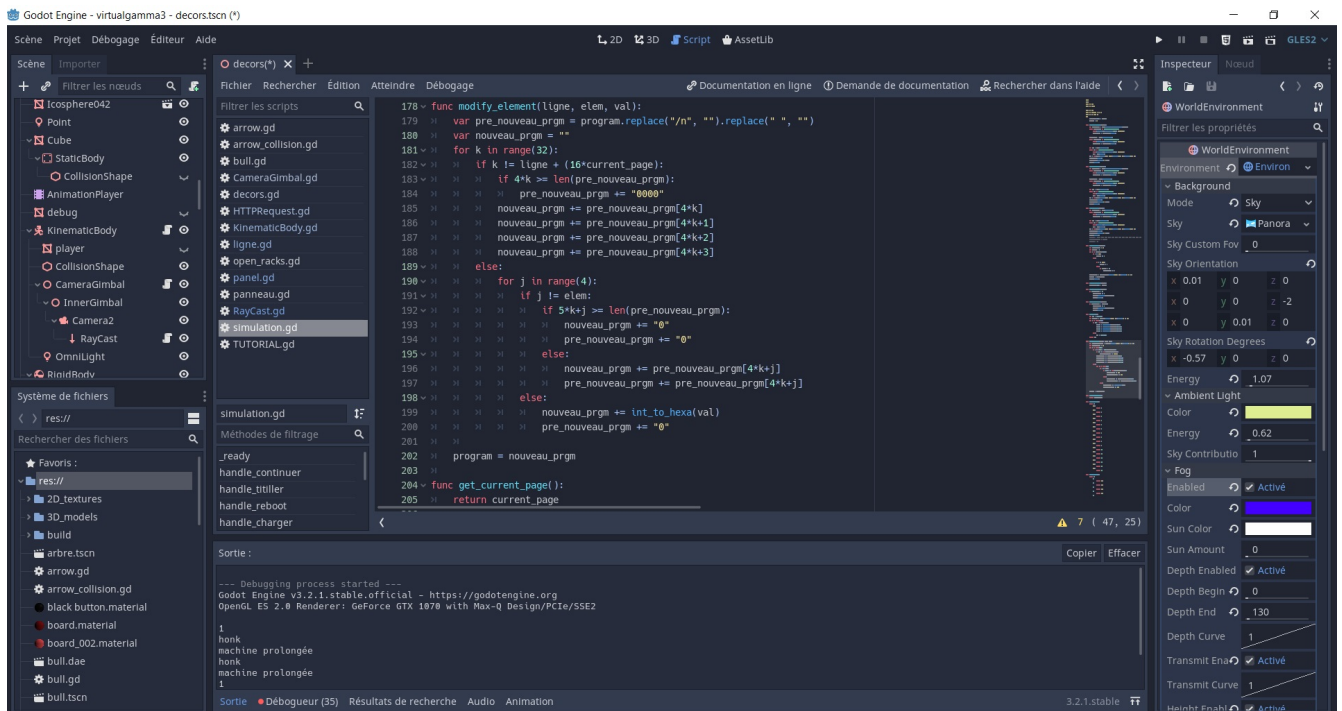 Godot Engine - virtualgamma3 - decors.tscn (*)
Scène Projet Débogage Éditeur Aide
2D 3D Script AssetLib
GLES2
Scène Importer
Filtrer les nœuds
Icosphere042
Point
Cube
StaticBody
CollisionShape
AnimationPlayer
debug
KinematicBody
player
CollisionShape
CameraGimbal
InnerGimbal
Camera2
RayCast
OmniLight
RigidBody
Système de fichiers
res://
Rechercher des fichiers
Favoris :
res://
2D_textures
3D_models
build
arbre.tscn
arrow.gd
arrow_collision.gd
black button.material
board.material
board_002.material
bull.dae
bull.gd
bull.tscn
decors(*)
Fichier Rechercher Édition Atteindre Débogage
Documentation en ligne Demande de documentation Rechercher dans l'aide
Filtrer les scripts
arrow.gd
arrow_collision.gd
bull.gd
CameraGimbal.gd
decors.gd
HTTPRequest.gd
KinematicBody.gd
ligne.gd
open_racks.gd
panel.gd
panneau.gd
RayCast.gd
simulation.gd
TUTORIAL.gd
simulation.gd
Méthodes de filtrage
_ready
handle_continuer
handle_titiller
handle_reboot
handle_charger
178 func modify_element(ligne, elem, val):
179 var pre_nouveau_prgm = program.replace("/n", "").replace(" ", "")
180 var nouveau_prgm = ""
181 for k in range(32):
182 if k != ligne + (16*current_page):
183 if 4*k >= len(pre_nouveau_prgm):
184 pre_nouveau_prgm += "0000"
185 nouveau_prgm += pre_nouveau_prgm[4*k]
186 nouveau_prgm += pre_nouveau_prgm[4*k+1]
187 nouveau_prgm += pre_nouveau_prgm[4*k+2]
188 nouveau_prgm += pre_nouveau_prgm[4*k+3]
189 else:
190 for j in range(4):
191 if j != elem:
192 if 5*k+j >= len(pre_nouveau_prgm):
193 nouveau_prgm += "0"
194 pre_nouveau_prgm += "0"
195 else:
196 nouveau_prgm += pre_nouveau_prgm[4*k+j]
197 pre_nouveau_prgm += pre_nouveau_prgm[4*k+j]
198 else:
199 nouveau_prgm += int_to_hexa(val)
200 pre_nouveau_prgm += "0"
201
202 program = nouveau_prgm
203
204 func get_current_page():
205 return current_page
7 ( 47, 25)
Sortie :
Copier Effacer
--- Debugging process started ---
Godot Engine v3.2.1.stable.official - https://godotengine.org
OpenGL ES 2.0 Renderer: GeForce GTX 1070 with Max-Q Design/PCIe/SSE2
1
honk
machine prolongée
honk
machine prolongée
1
Sortie Débogueur (35) Résultats de recherche Audio Animation
3.2.1.stable
Inspecteur Nœud
WorldEnvironment
Filtrer les propriétés
WorldEnvironment
Environment Environ
Background
Mode Sky
Sky Panora
Sky Custom Fov 0
Sky Orientation
x 0.01 y 0 z 0
x 0 y 0 z -2
x 0 y 0.01 z 0
Sky Rotation Degrees
x -0.57 y 0 z 0
Energy 1.07
Ambient Light
Color
Energy 0.62
Sky Contributio 1
Fog
Enabled Activé
Color
Sun Color
Sun Amount 0
Depth Enabled Activé
Depth Begin 0
Depth End 130
Depth Curve 1
Transmit Ena Activé
Transmit Curve 1
Height Enabl Activé